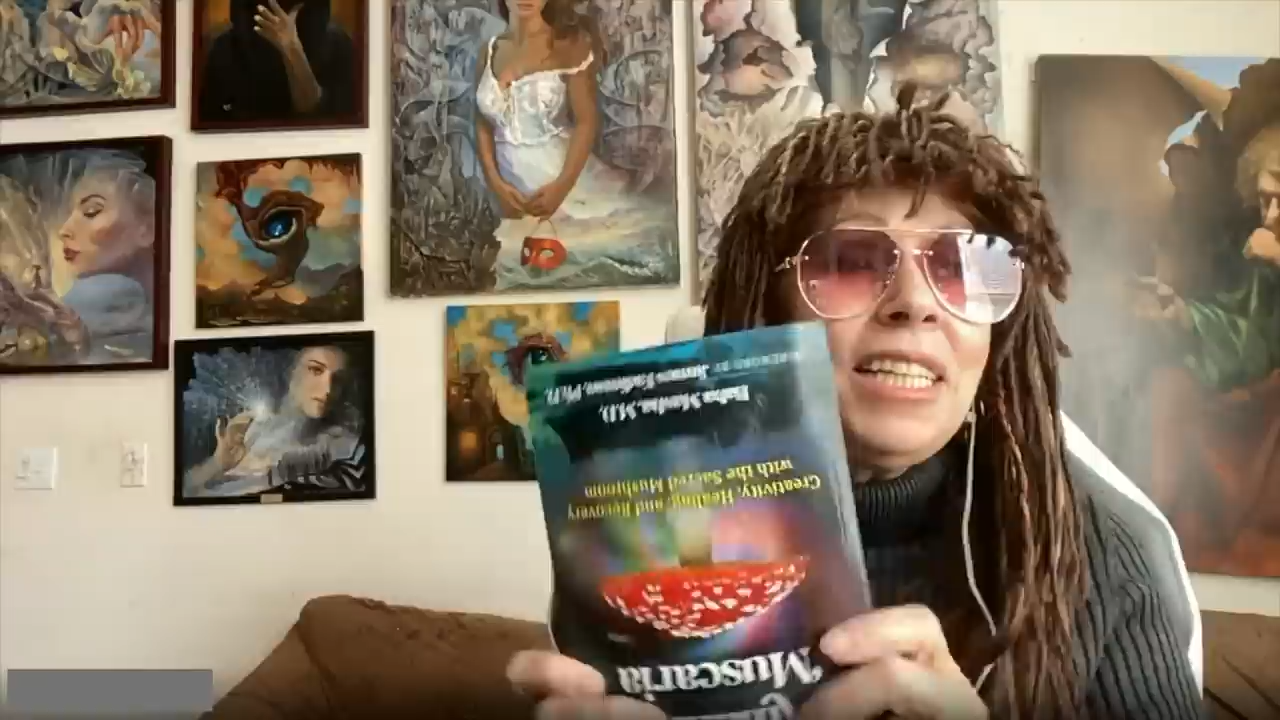 Muscaria
Creativity, Healing, and Recovery
with the Sacred Mushroom
Baba Masha, M.D.
FOREWORD BY James Fadiman, Ph.D.